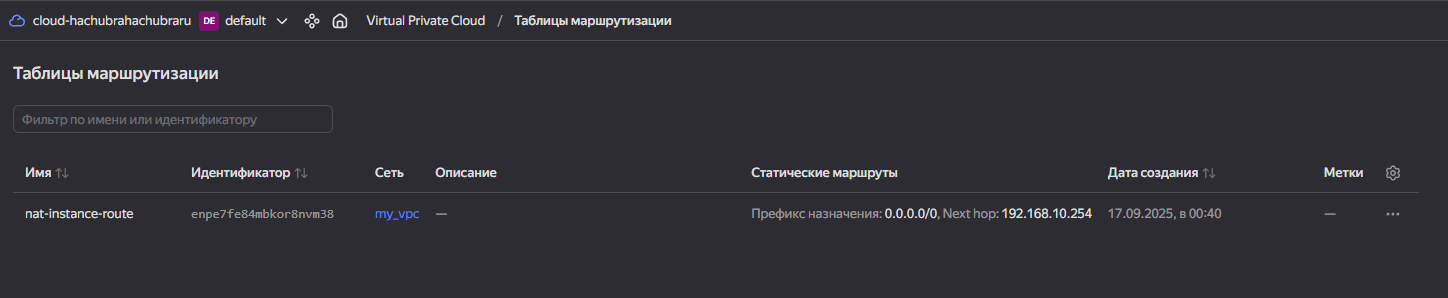 cloud-hachubrahachubraru DE default Virtual Private Cloud / Таблицы маршрутизации
Таблицы маршрутизации
Фильтр по имени или идентификатору
Имя Идентификатор Сеть Описание Статические маршруты Дата создания Метки
nat-instance-route enpe7fe84mbkor8nvm38 my_vpc — Префикс назначения: 0.0.0.0/0, Next hop: 192.168.10.254 17.09.2025, в 00:40 —